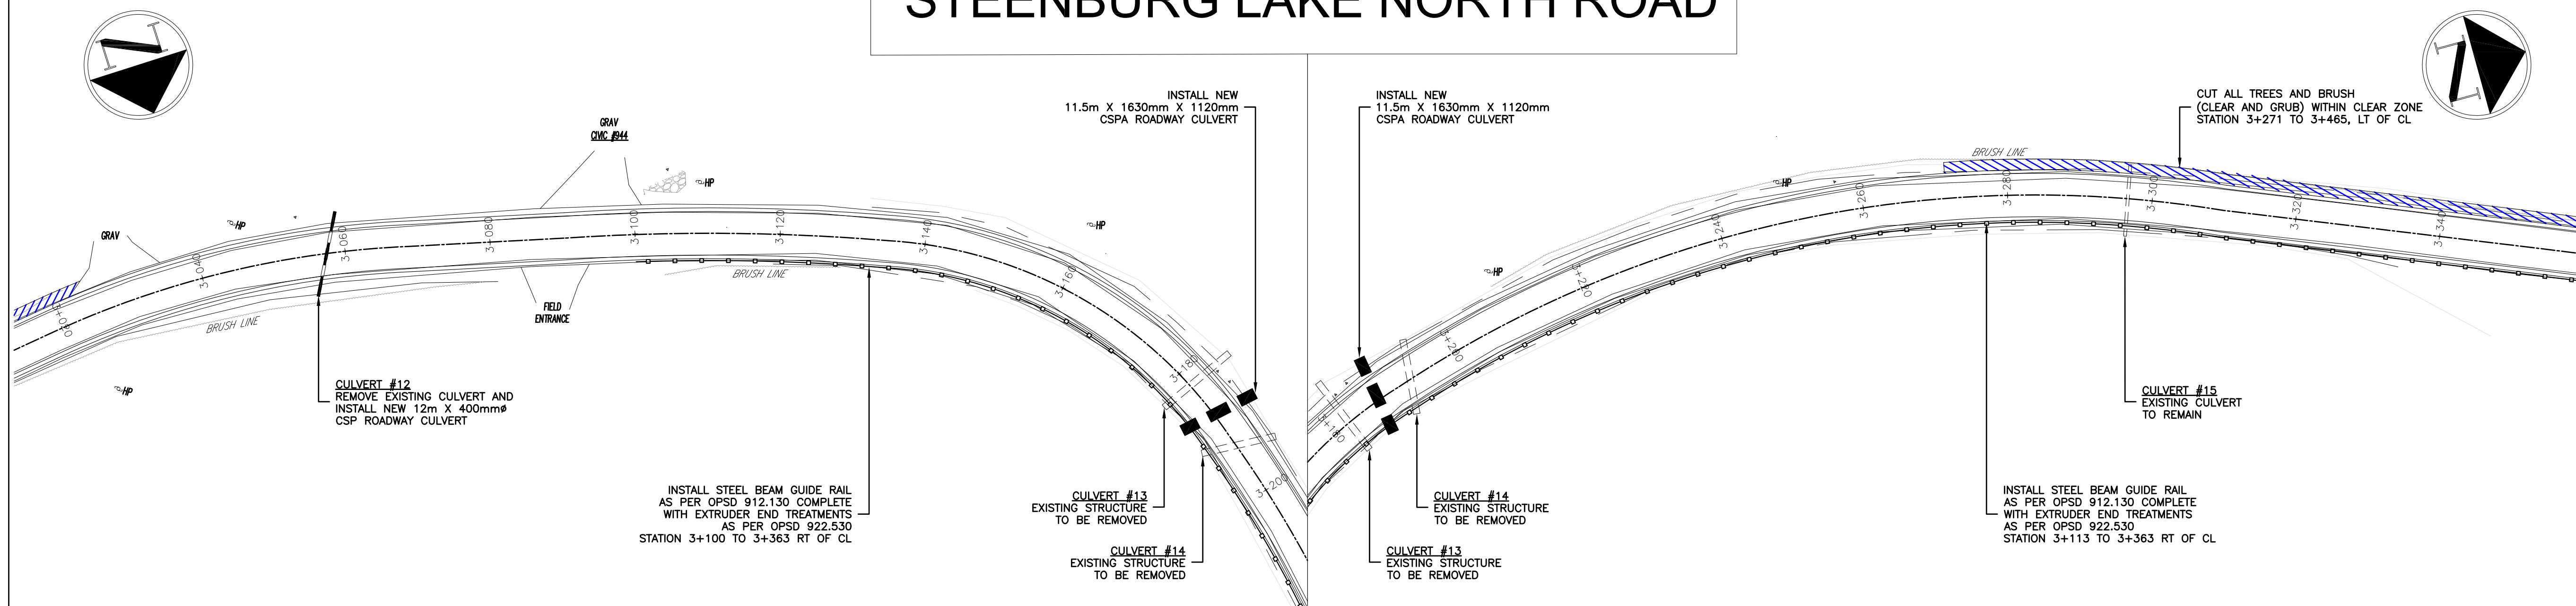 STEENBURG LAKE NORTH ROAD
N
N
INSTALL NEW
11.5m X 1630mm X 1120mm
CSPA ROADWAY CULVERT
INSTALL NEW
11.5m X 1630mm X 1120mm
CSPA ROADWAY CULVERT
CUT ALL TREES AND BRUSH
(CLEAR AND GRUB) WITHIN CLEAR ZONE
STATION 3+271 TO 3+465, LT OF CL
GRAV
CIVIC #944
GRAV
HP
HP
HP
HP
HP
HP
BRUSH LINE
BRUSH LINE
BRUSH LINE
3+020
3+040
3+060
3+080
3+100
3+120
3+140
3+160
3+180
3+200
3+180
3+200
3+220
3+240
3+260
3+280
3+300
3+320
3+340
FIELD
ENTRANCE
CULVERT #12
REMOVE EXISTING CULVERT AND
INSTALL NEW 12m X 400mmø
CSP ROADWAY CULVERT
INSTALL STEEL BEAM GUIDE RAIL
AS PER OPSD 912.130 COMPLETE
WITH EXTRUDER END TREATMENTS
AS PER OPSD 922.530
STATION 3+100 TO 3+363 RT OF CL
CULVERT #13
EXISTING STRUCTURE
TO BE REMOVED
CULVERT #14
EXISTING STRUCTURE
TO BE REMOVED
CULVERT #14
EXISTING STRUCTURE
TO BE REMOVED
CULVERT #13
EXISTING STRUCTURE
TO BE REMOVED
CULVERT #15
EXISTING CULVERT
TO REMAIN
INSTALL STEEL BEAM GUIDE RAIL
AS PER OPSD 912.130 COMPLETE
WITH EXTRUDER END TREATMENTS
AS PER OPSD 922.530
STATION 3+113 TO 3+363 RT OF CL